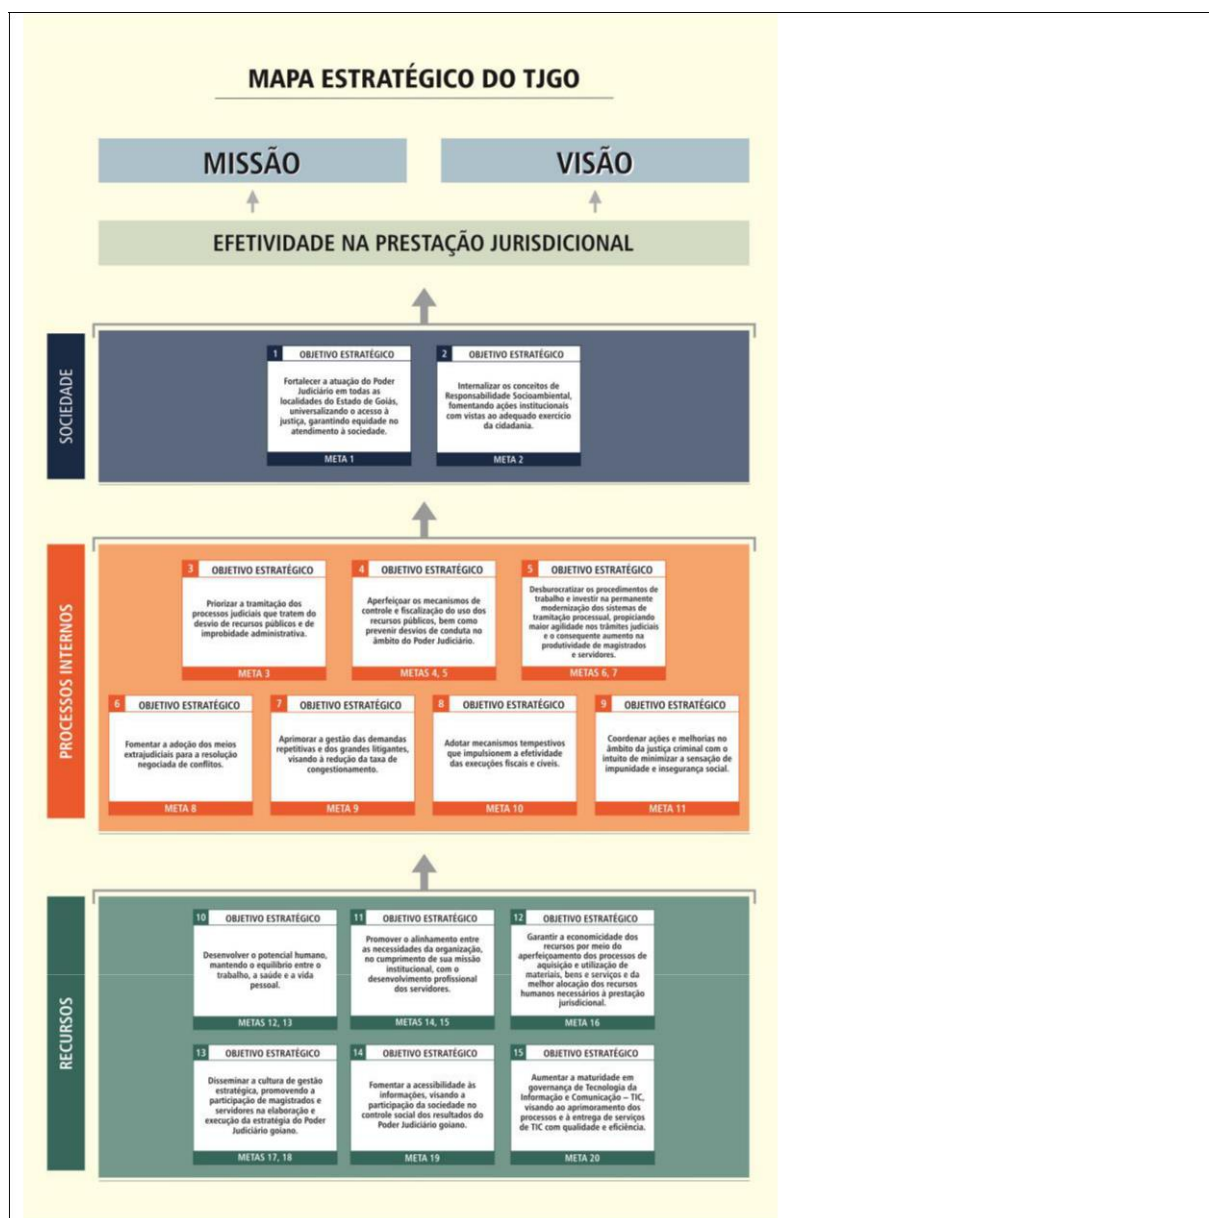 MAPA ESTRATÉGICO DO TJGO
MISSÃO
VISÃO
EFETIVIDADE NA PRESTAÇÃO JURISDICIONAL
SOCIEDADE
1 OBJETIVO ESTRATÉGICO
Fortalecer a atuação do Poder
Judiciário em todas as
localidades do Estado de Goiás,
universalizando o acesso à
justiça, garantindo equidade no
atendimento à sociedade.
META 1
2 OBJETIVO ESTRATÉGICO
Internalizar os conceitos de
Responsabilidade Socioambiental,
fomentando ações institucionais
com vistas ao adequado exercício
da cidadania.
META 2
PROCESSOS INTERNOS
3 OBJETIVO ESTRATÉGICO
Priorizar a tramitação dos
processos judiciais que tratem do
desvio de recursos públicos e de
improbidade administrativa.
META 3
4 OBJETIVO ESTRATÉGICO
Aperfeiçoar os mecanismos de
controle e fiscalização do uso dos
recursos públicos, bem como
prevenir desvios de conduta no
âmbito do Poder Judiciário.
METAS 4, 5
5 OBJETIVO ESTRATÉGICO
Desburocratizar os procedimentos de
trabalho e investir na permanente
modernização dos sistemas de
tramitação processual, propiciando
maior agilidade nos trâmites judiciais
e o consequente aumento na
produtividade de magistrados
e servidores.
METAS 6, 7
6 OBJETIVO ESTRATÉGICO
Fomentar a adoção dos meios
extrajudiciais para a resolução
negociada de conflitos.
META 8
7 OBJETIVO ESTRATÉGICO
Aprimorar a gestão das demandas
repetitivas e dos grandes litigantes,
visando à redução da taxa de
congestionamento.
META 9
8 OBJETIVO ESTRATÉGICO
Adotar mecanismos tempestivos
que impulsionem a efetividade
das execuções fiscais e cíveis.
META 10
9 OBJETIVO ESTRATÉGICO
Coordenar ações e melhorias no
âmbito da justiça criminal com o
intuito de minimizar a sensação de
impunidade e insegurança social.
META 11
RECURSOS
10 OBJETIVO ESTRATÉGICO
Desenvolver o potencial humano,
mantendo o equilíbrio entre o
trabalho, a saúde e a vida
pessoal.
METAS 12, 13
11 OBJETIVO ESTRATÉGICO
Promover o alinhamento entre
as necessidades da organização,
no cumprimento de sua missão
institucional, com o
desenvolvimento profissional
dos servidores.
METAS 14, 15
12 OBJETIVO ESTRATÉGICO
Garantir a economicidade dos
recursos por meio do
aperfeiçoamento dos processos de
aquisição e utilização de
materiais, bens e serviços e da
melhor alocação dos recursos
humanos necessários à prestação
jurisdicional.
META 16
13 OBJETIVO ESTRATÉGICO
Disseminar a cultura de gestão
estratégica, promovendo a
participação de magistrados e
servidores na elaboração e
execução da estratégia do Poder
Judiciário goiano.
METAS 17, 18
14 OBJETIVO ESTRATÉGICO
Fomentar a acessibilidade às
informações, visando a
participação da sociedade no
controle social dos resultados do
Poder Judiciário goiano.
META 19
15 OBJETIVO ESTRATÉGICO
Aumentar a maturidade em
governança de Tecnologia da
Informação e Comunicação – TIC,
visando ao aprimoramento dos
processos e à entrega de serviços
de TIC com qualidade e eficiência.
META 20